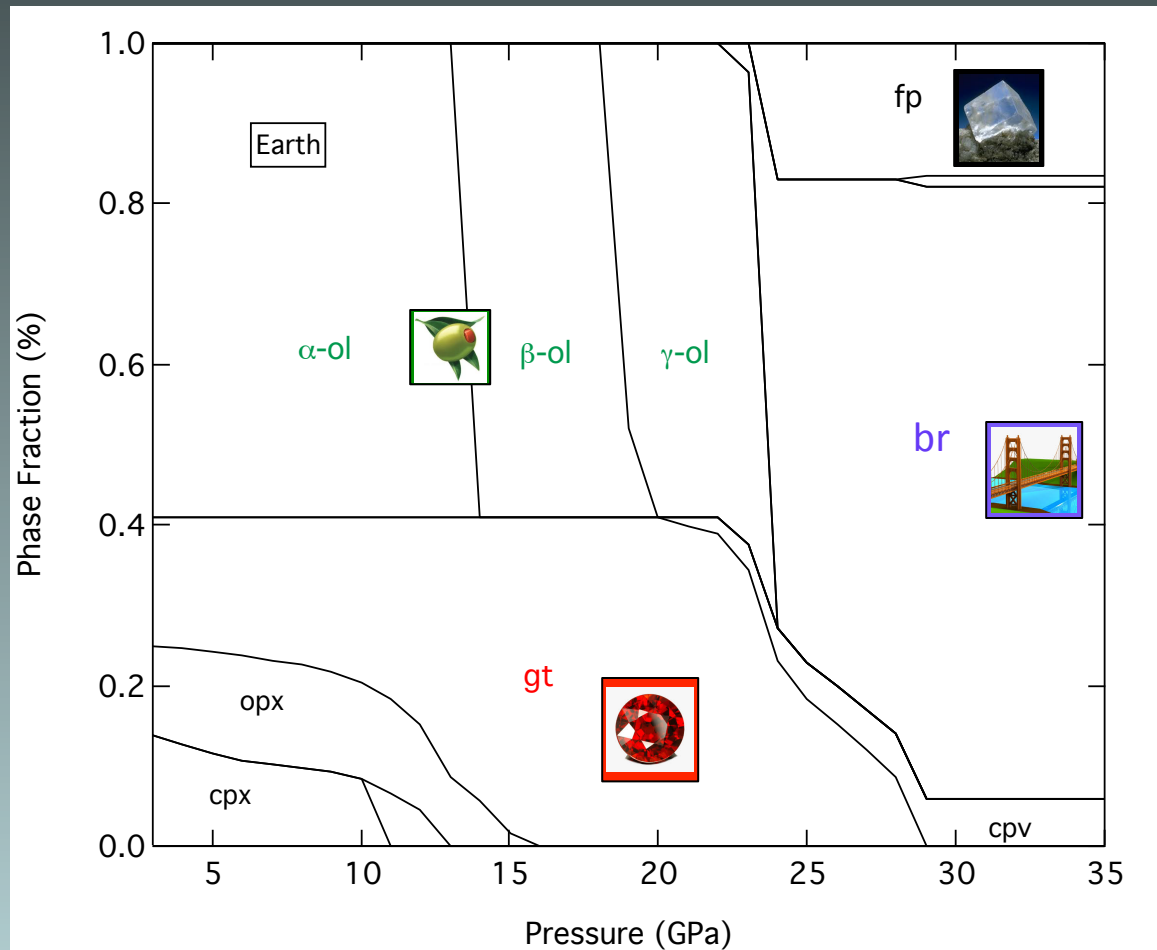 1.0
0.8
0.6
0.4
0.2
0.0
Phase Fraction (%)
Earth
fp
α-ol
β-ol
γ-ol
br
gt
opx
cpx
cpv
5 10 15 20 25 30 35
Pressure (GPa)